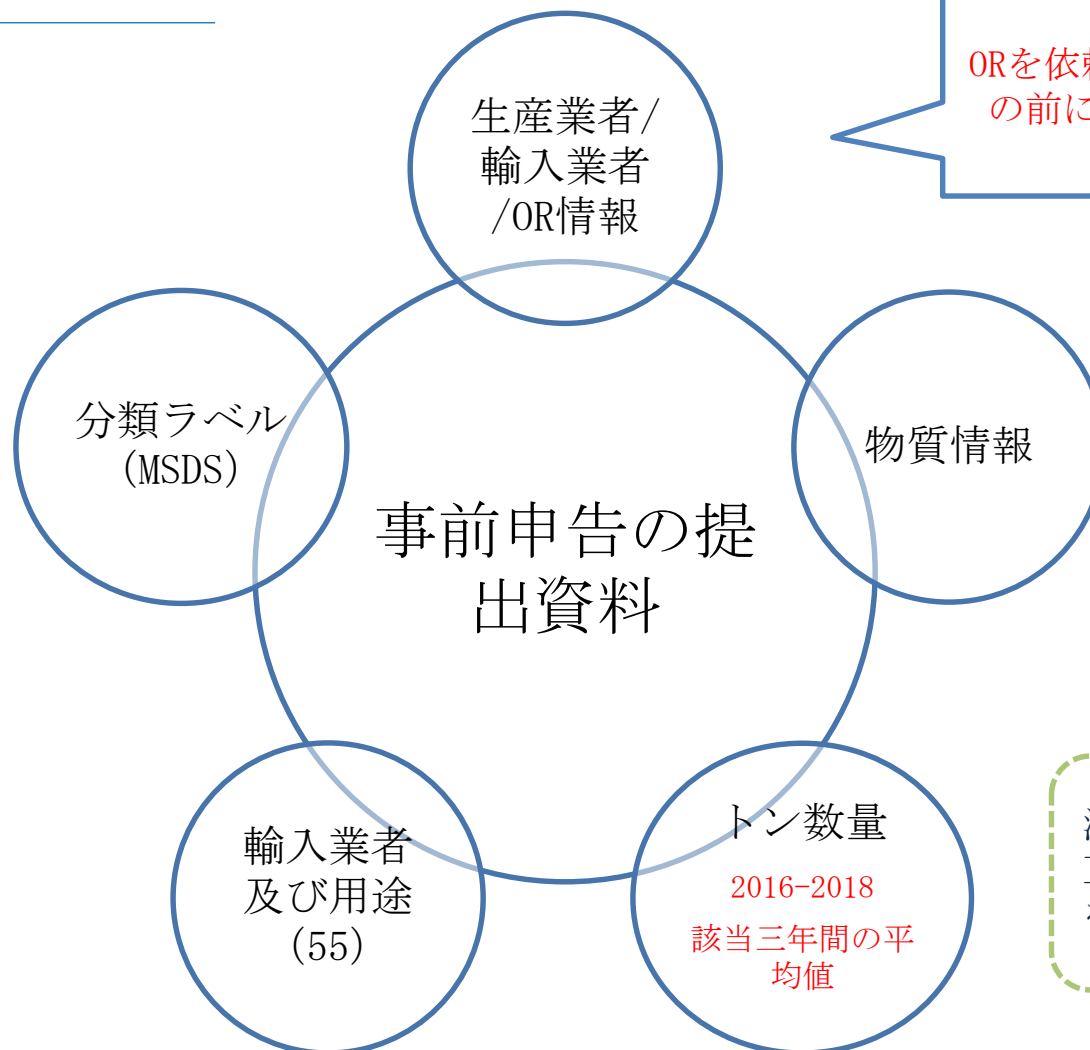 生産業者/
輸入業者
/OR情報
ORを依
の前に
分類ラベル
(MSDS)
物質情報
事前申告の提
出資料
輸入業者
及び用途
(55)
トン数量
2016-2018
該当三年間の平
均値